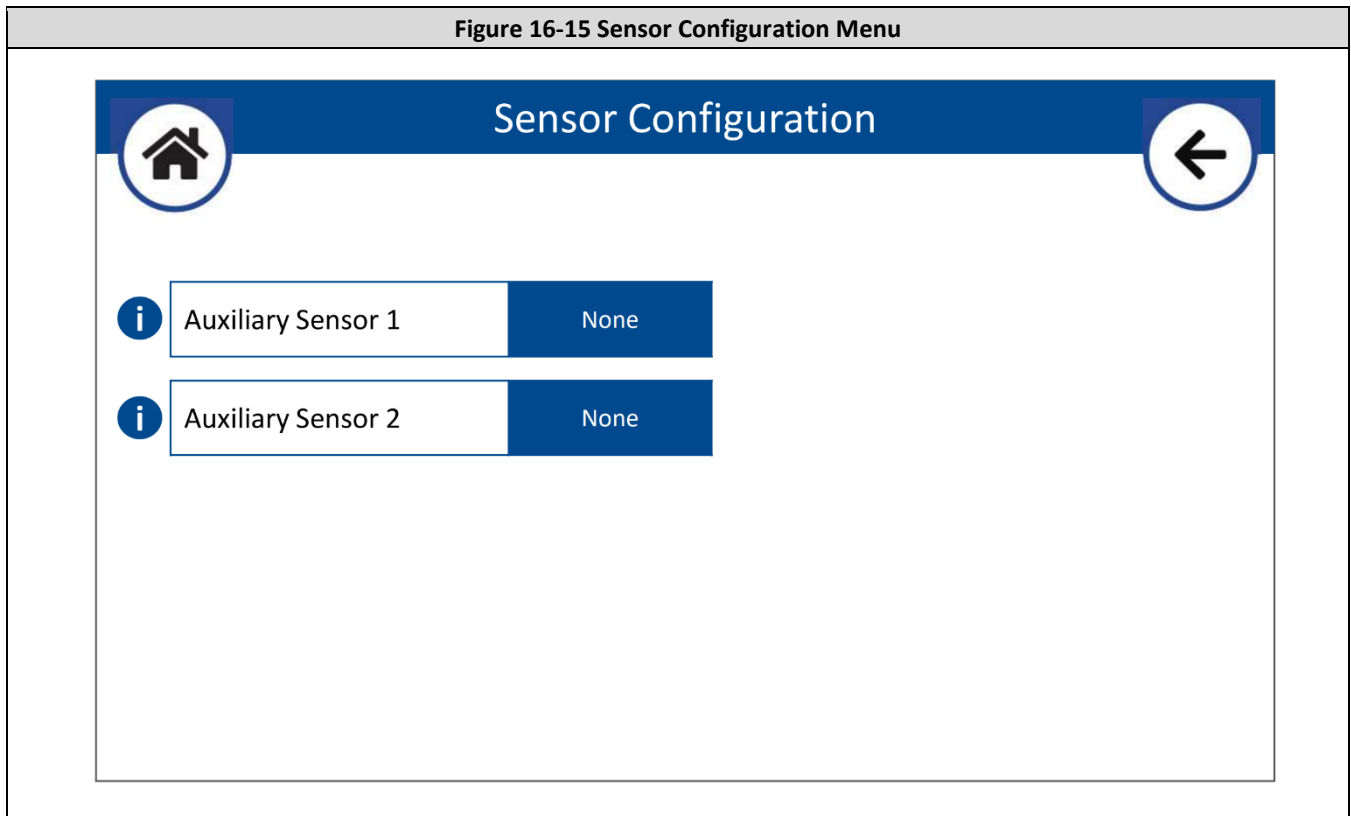 Figure 16-15 Sensor Configuration Menu
Sensor Configuration
i Auxiliary Sensor 1 None
i Auxiliary Sensor 2 None